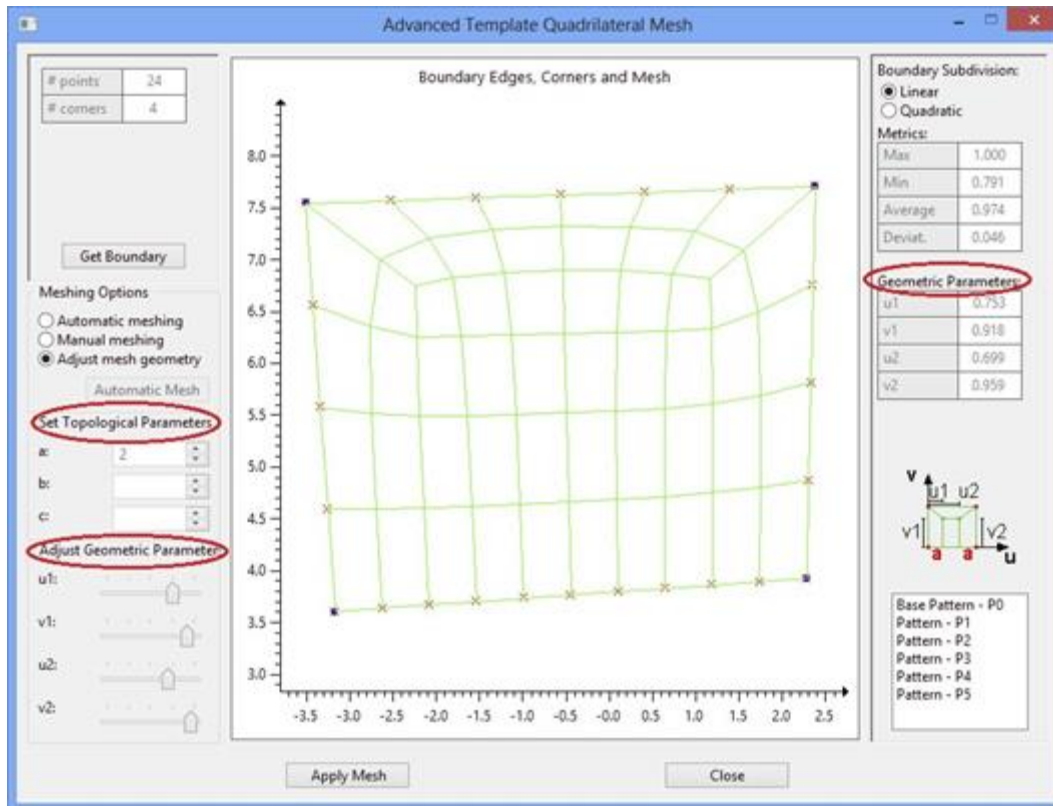 Advanced Template Quadrilateral Mesh
# points 24
# corners 4
Get Boundary
Meshing Options
Automatic meshing
Manual meshing
Adjust mesh geometry
Automatic Mesh
Set Topological Parameters
a: 2
b:
c:
Adjust Geometric Parameter
u1:
v1:
u2:
v2:
Boundary Edges, Corners and Mesh
8.0
7.5
7.0
6.5
6.0
5.5
5.0
4.5
4.0
3.5
3.0
-3.5 -3.0 -2.5 -2.0 -1.5 -1.0 -0.5 -0.0 0.5 1.0 1.5 2.0 2.5
Boundary Subdivision:
Linear
Quadratic
Metrics:
Max 1.000
Min 0.791
Average 0.974
Deviat. 0.046
Geometric Parameters:
u1 0.753
v1 0.918
u2 0.699
v2 0.959
v
u1 u2
v1 v2
a a u
Base Pattern - P0
Pattern - P1
Pattern - P2
Pattern - P3
Pattern - P4
Pattern - P5
Apply Mesh
Close